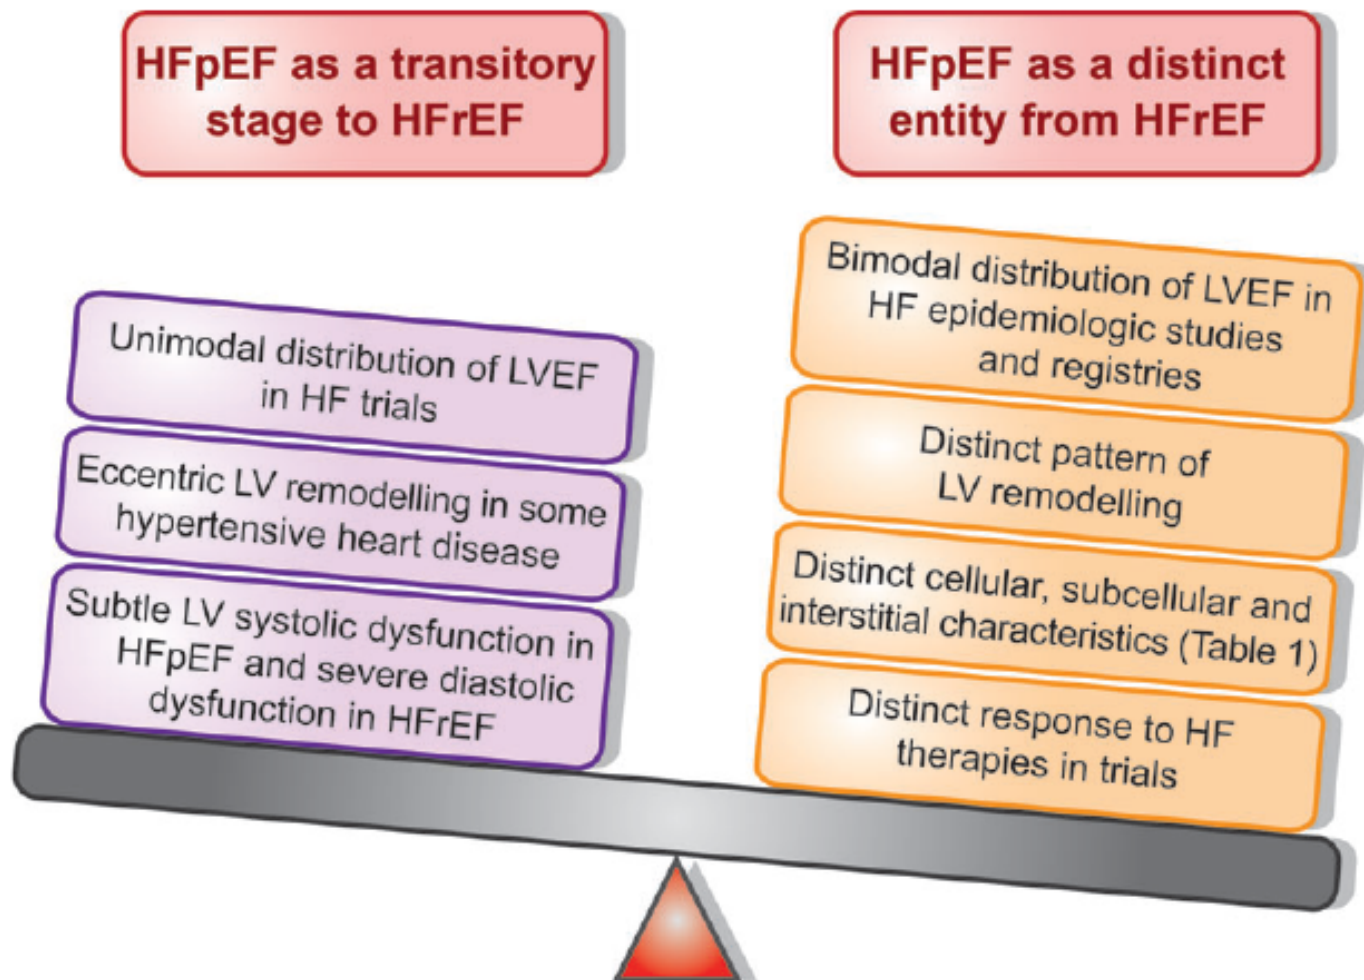 HFpEF as a transitory
stage to HFrEF
HFpEF as a distinct
entity from HFrEF
Unimodal distribution of LVEF
in HF trials
Eccentric LV remodelling in some
hypertensive heart disease
Subtle LV systolic dysfunction in
HFpEF and severe diastolic
dysfunction in HFrEF
Bimodal distribution of LVEF in
HF epidemiologic studies
and registries
Distinct pattern of
LV remodelling
Distinct cellular, subcellular and
interstitial characteristics (Table 1)
Distinct response to HF
therapies in trials